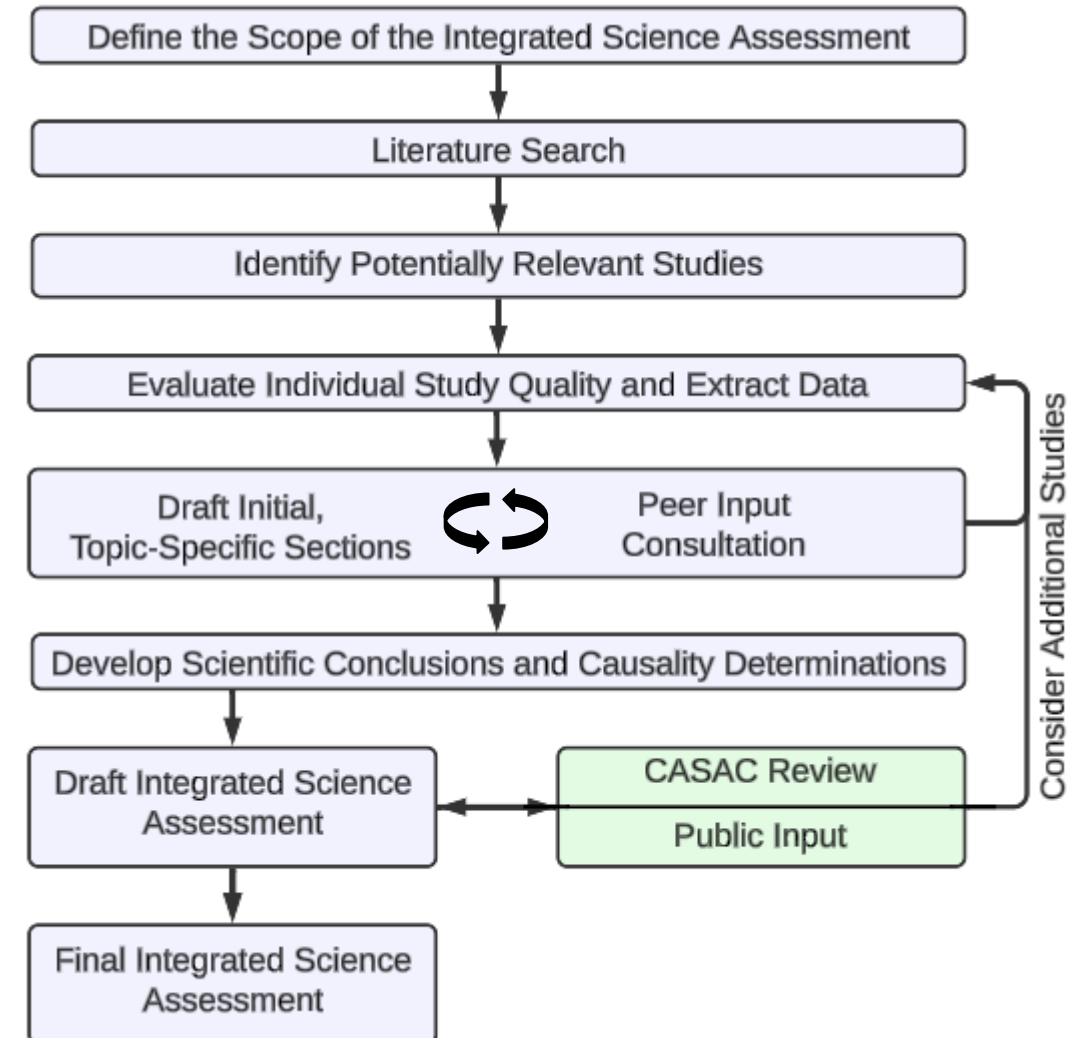 Define the Scope of the Integrated Science Assessment
Literature Search
Identify Potentially Relevant Studies
Evaluate Individual Study Quality and Extract Data
Draft Initial,
Topic-Specific Sections
Peer Input
Consultation
Consider Additional Studies
Develop Scientific Conclusions and Causality Determinations
Draft Integrated Science
Assessment
CASAC Review
Public Input
Final Integrated Science
Assessment